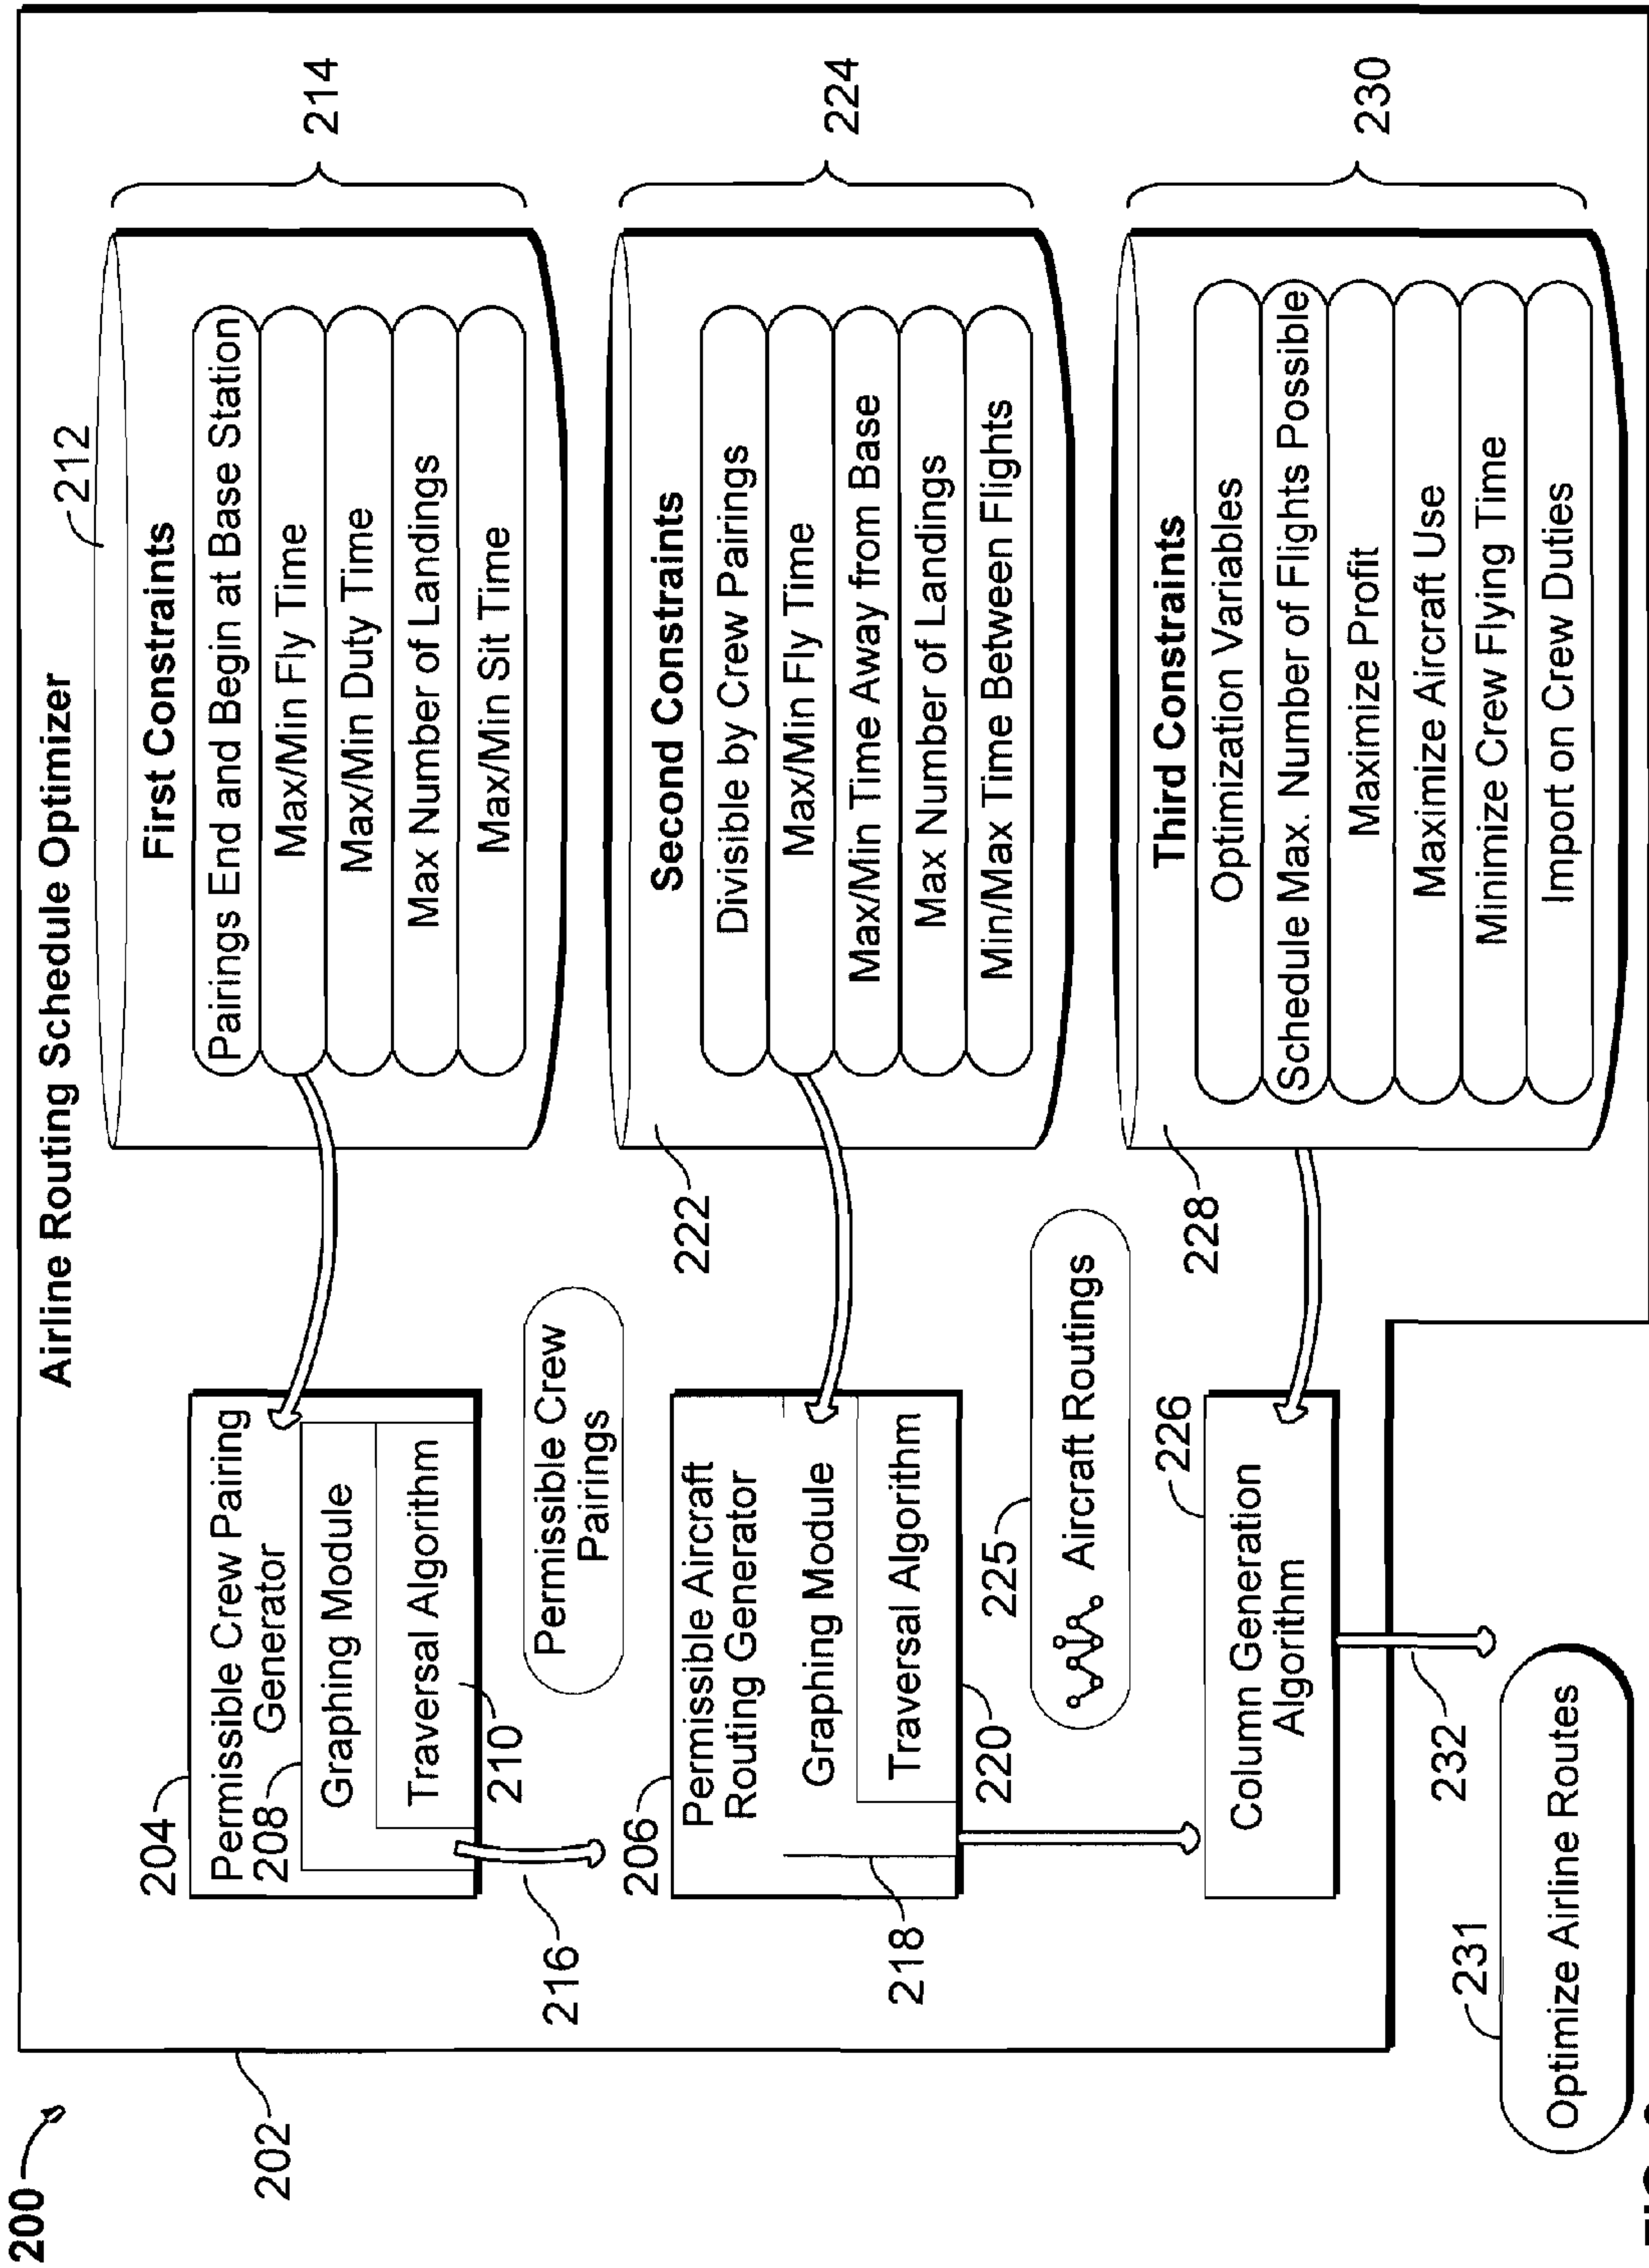 200
202
Airline Routing Schedule Optimizer
204
Permissible Crew Pairing
208
Generator
Graphing Module
Traversal Algorithm
210
212
First Constraints
Pairings End and Begin at Base Station
Max/Min Fly Time
Max/Min Duty Time
Max Number of Landings
Max/Min Sit Time
214
216
Permissible Crew
Pairings
206
Permissible Aircraft
Routing Generator
Graphing Module
Traversal Algorithm
218
220
222
Second Constraints
Divisible by Crew Pairings
Max/Min Fly Time
Max/Min Time Away from Base
Max Number of Landings
Min/Max Time Between Flights
224
225
Aircraft Routings
226
Column Generation
Algorithm
228
Third Constraints
Optimization Variables
Schedule Max. Number of Flights Possible
Maximize Profit
Maximize Aircraft Use
Minimize Crew Flying Time
Import on Crew Duties
230
231
232
Optimize Airline Routes